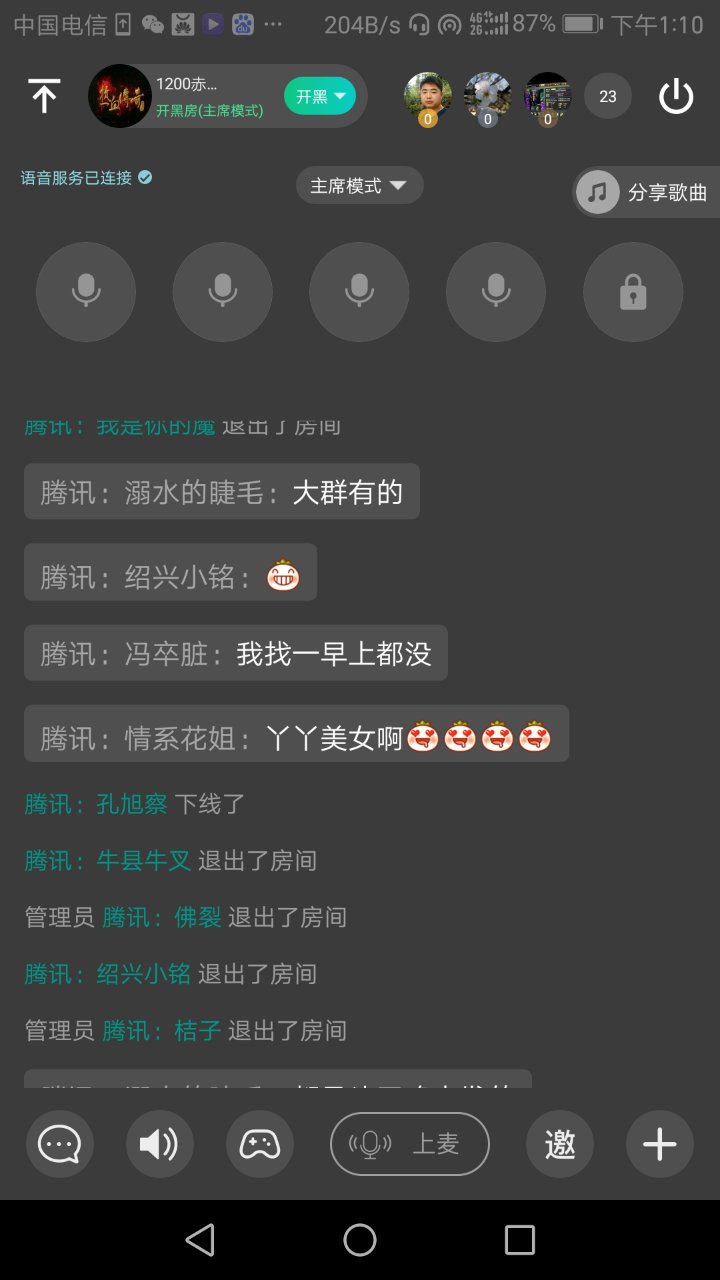 中国电信 204B/s 4G 2G 87% 下午1:10
热血传奇 1200赤... 开黑 23
开黑房(主席模式) 0 0 0
语音服务已连接 主席模式 分享歌曲
腾讯：我是你的魔 退出了房间
腾讯：溺水的睫毛：大群有的
腾讯：绍兴小铭：
腾讯：冯卒脏：我找一早上都没
腾讯：情系花姐：丫丫美女啊
腾讯：孔旭察 下线了
腾讯：牛县牛叉 退出了房间
管理员 腾讯：佛裂 退出了房间
腾讯：绍兴小铭 退出了房间
管理员 腾讯：桔子 退出了房间
上麦 邀